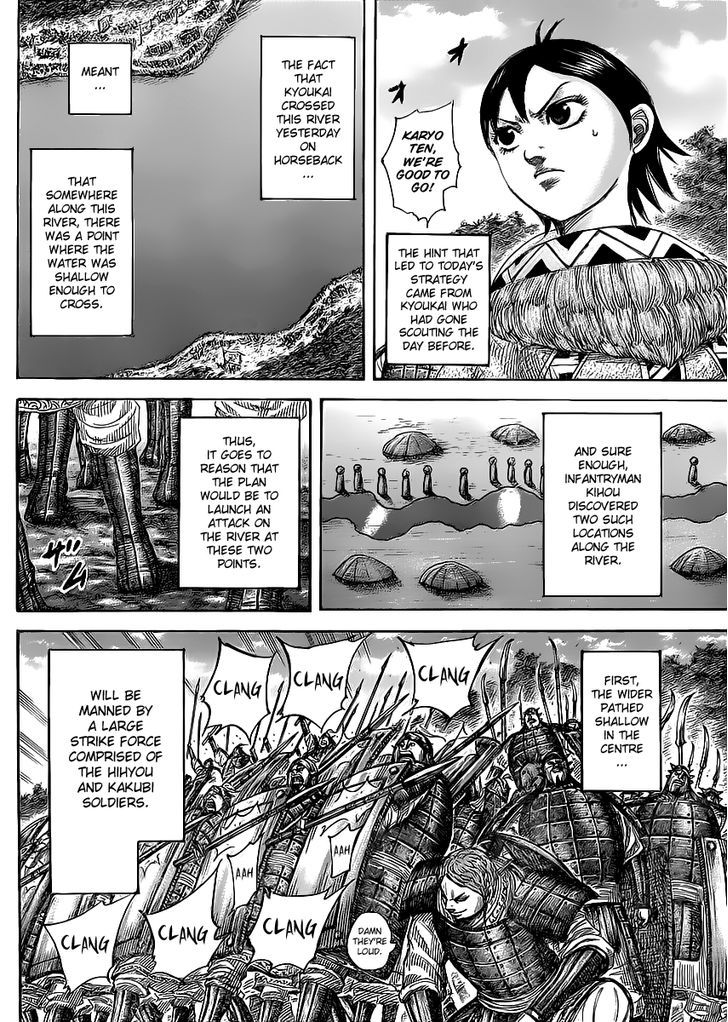 KARYO
TEN,
WE'RE
GOOD TO
GO!
THE HINT THAT
LED TO TODAY'S
STRATEGY
CAME FROM
KYOUKAI WHO
HAD GONE
SCOUTING THE
DAY BEFORE.
THE FACT
THAT
KYOUKAI
CROSSED
THIS RIVER
YESTERDAY
ON
HORSEBACK
...
MEANT
...
THAT
SOMEWHERE
ALONG THIS
RIVER, THERE
WAS A POINT
WHERE THE
WATER WAS
SHALLOW
ENOUGH TO
CROSS.
AND SURE
ENOUGH,
INFANTRYMAN
KIHOU
DISCOVERED
TWO SUCH
LOCATIONS
ALONG THE
RIVER.
THUS,
IT GOES TO
REASON THAT
THE PLAN
WOULD BE TO
LAUNCH AN
ATTACK ON
THE RIVER AT
THESE TWO
POINTS.
FIRST,
THE WIDER
PATHED
SHALLOW
IN THE
CENTRE
...
CLANG
CLANG
CLANG
WILL BE
MANNED BY
A LARGE
STRIKE FORCE
COMPRISED
OF THE HIHYOU
AND KAKUBI
SOLDIERS.
AAH
AAH
DAMN
THEY'RE
LOUD.
CLANG
CLANG
CLANG